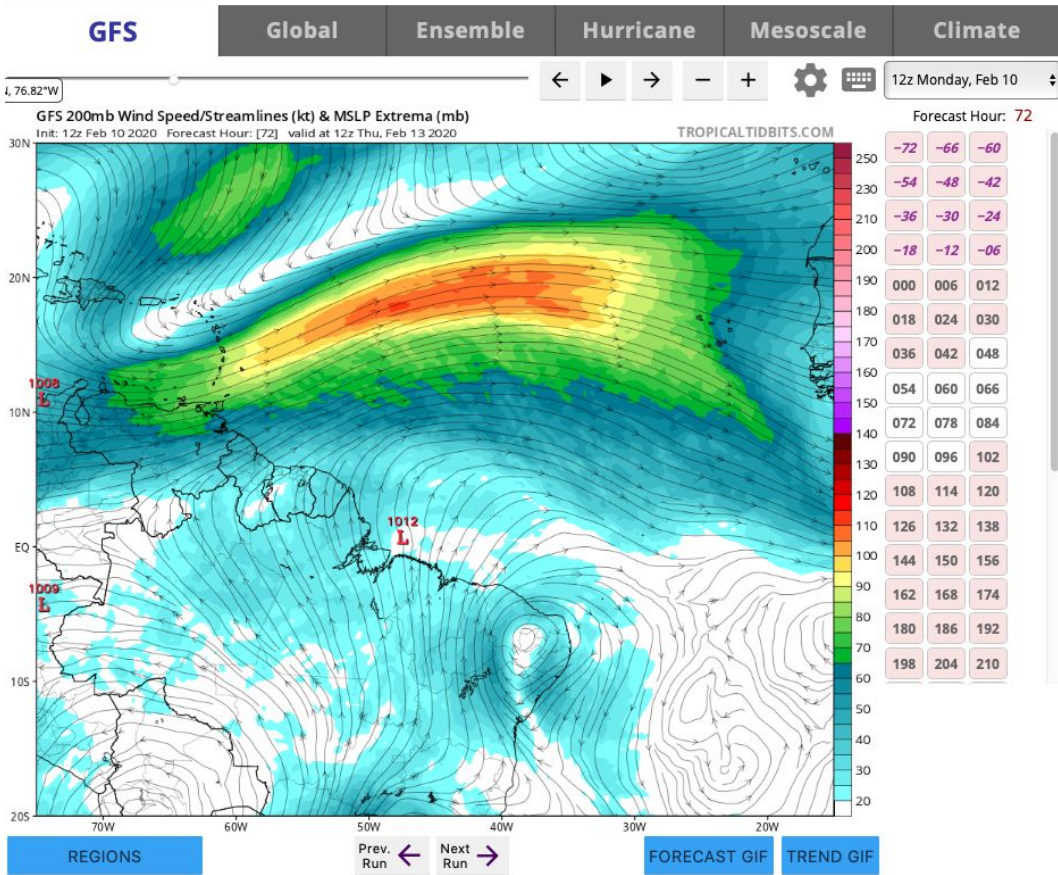 GFS Global Ensemble Hurricane Mesoscale Climate
, 76.82°W
12z Monday, Feb 10
GFS 200mb Wind Speed/Streamlines (kt) & MSLP Extrema (mb)
Init: 12z Feb 10 2020 Forecast Hour: [72] valid at 12z Thu, Feb 13 2020
TROPICALTIDBITS.COM
Forecast Hour: 72
30N
20N
10N
EQ
10S
20S
70W 60W 50W 40W 30W 20W
1008
L
1012
L
1009
L
250
230
210
200
190
180
170
160
150
140
130
120
110
100
90
80
70
60
50
40
30
20
−72 −66 −60
−54 −48 −42
−36 −30 −24
−18 −12 −06
000 006 012
018 024 030
036 042 048
054 060 066
072 078 084
090 096 102
108 114 120
126 132 138
144 150 156
162 168 174
180 186 192
198 204 210
REGIONS
Prev. Run
Next Run
FORECAST GIF
TREND GIF